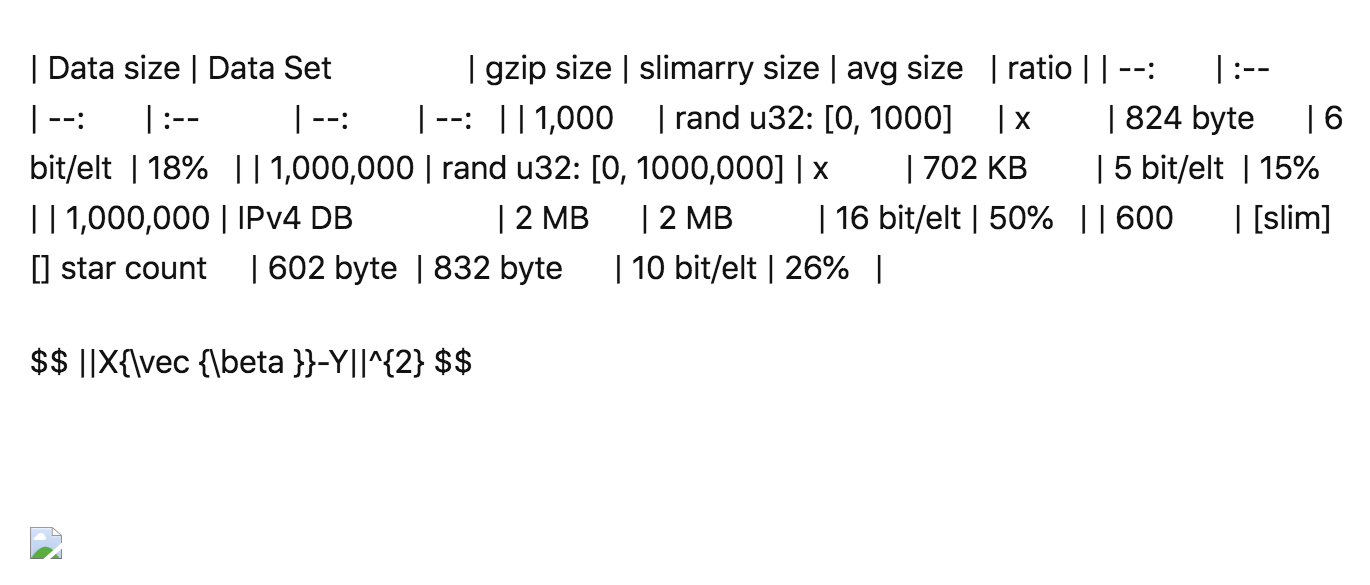 | Data size | Data Set | gzip size | slimarry size | avg size | ratio | | --: | :--
| --: | :-- | --: | --: | | 1,000 | rand u32: [0, 1000] | x | 824 byte | 6
bit/elt | 18% | | 1,000,000 | rand u32: [0, 1000,000] | x | 702 KB | 5 bit/elt | 15%
| | 1,000,000 | IPv4 DB | 2 MB | 2 MB | 16 bit/elt | 50% | | 600 | [slim]
[] star count | 602 byte | 832 byte | 10 bit/elt | 26% |
$$ ||X{\vec {\beta }}-Y||^{2} $$